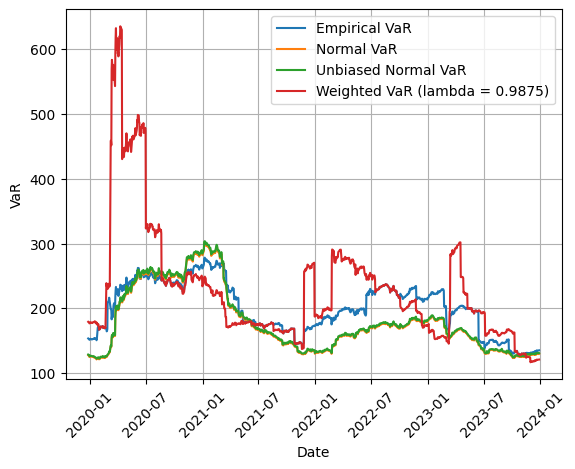 Empirical VaR
Normal VaR
Unbiased Normal VaR
Weighted VaR (lambda = 0.9875)
VaR
600
500
400
300
200
100
2020-01
2020-07
2021-01
2021-07
2022-01
2022-07
2023-01
2023-07
2024-01
Date